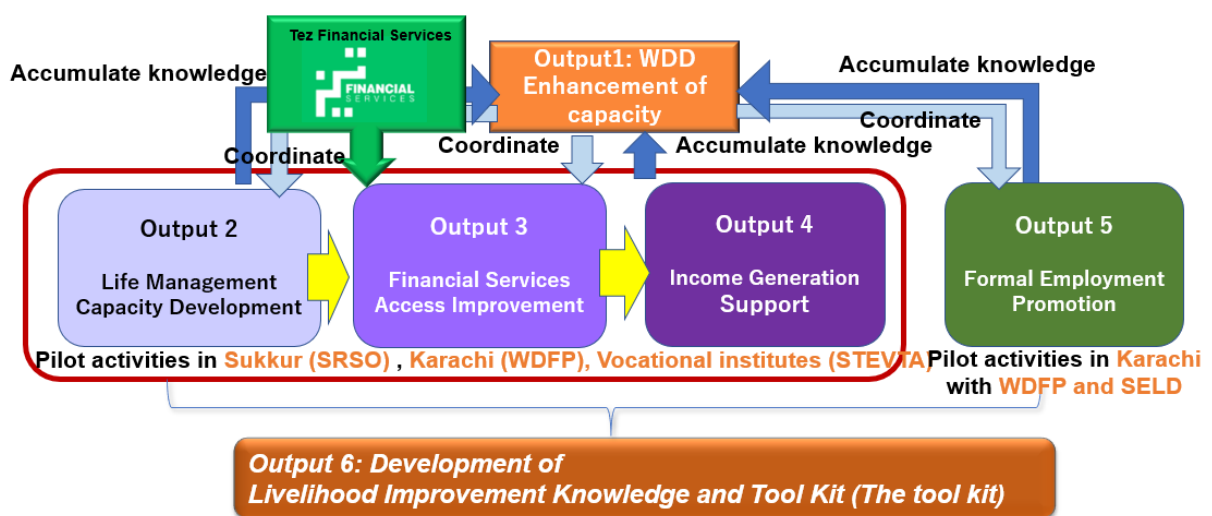 Tez Financial Services
FINANCIAL
SERVICES
Output1: WDD
Enhancement of
capacity
Accumulate knowledge
Accumulate knowledge
Coordinate
Coordinate
Coordinate
Accumulate knowledge
Output 2
Life Management
Capacity Development
Output 3
Financial Services
Access Improvement
Output 4
Income Generation
Support
Output 5
Formal Employment
Promotion
Pilot activities in Sukkur (SRSO) , Karachi (WDFP), Vocational institutes (STEVTA)
Pilot activities in Karachi
with WDFP and SELD
Output 6: Development of
Livelihood Improvement Knowledge and Tool Kit (The tool kit)